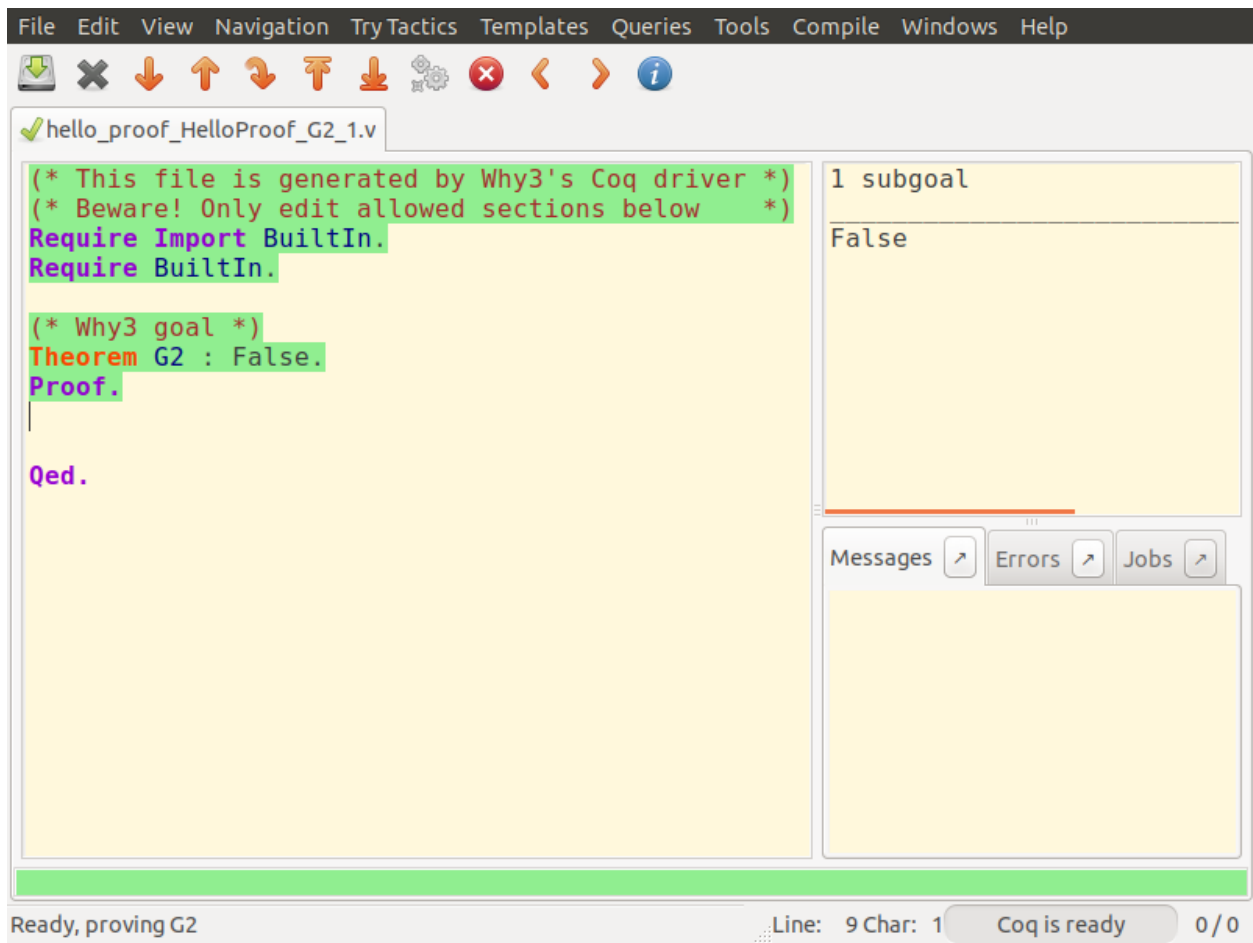 File Edit View Navigation Try Tactics Templates Queries Tools Compile Windows Help
hello_proof_HelloProof_G2_1.v
(* This file is generated by Why3's Coq driver *)
(* Beware! Only edit allowed sections below    *)
Require Import BuiltIn.
Require BuiltIn.
(* Why3 goal *)
Theorem G2 : False.
Proof.
Qed.
1 subgoal
False
Messages Errors Jobs
Ready, proving G2 Line: 9 Char: 1 Coq is ready 0 / 0